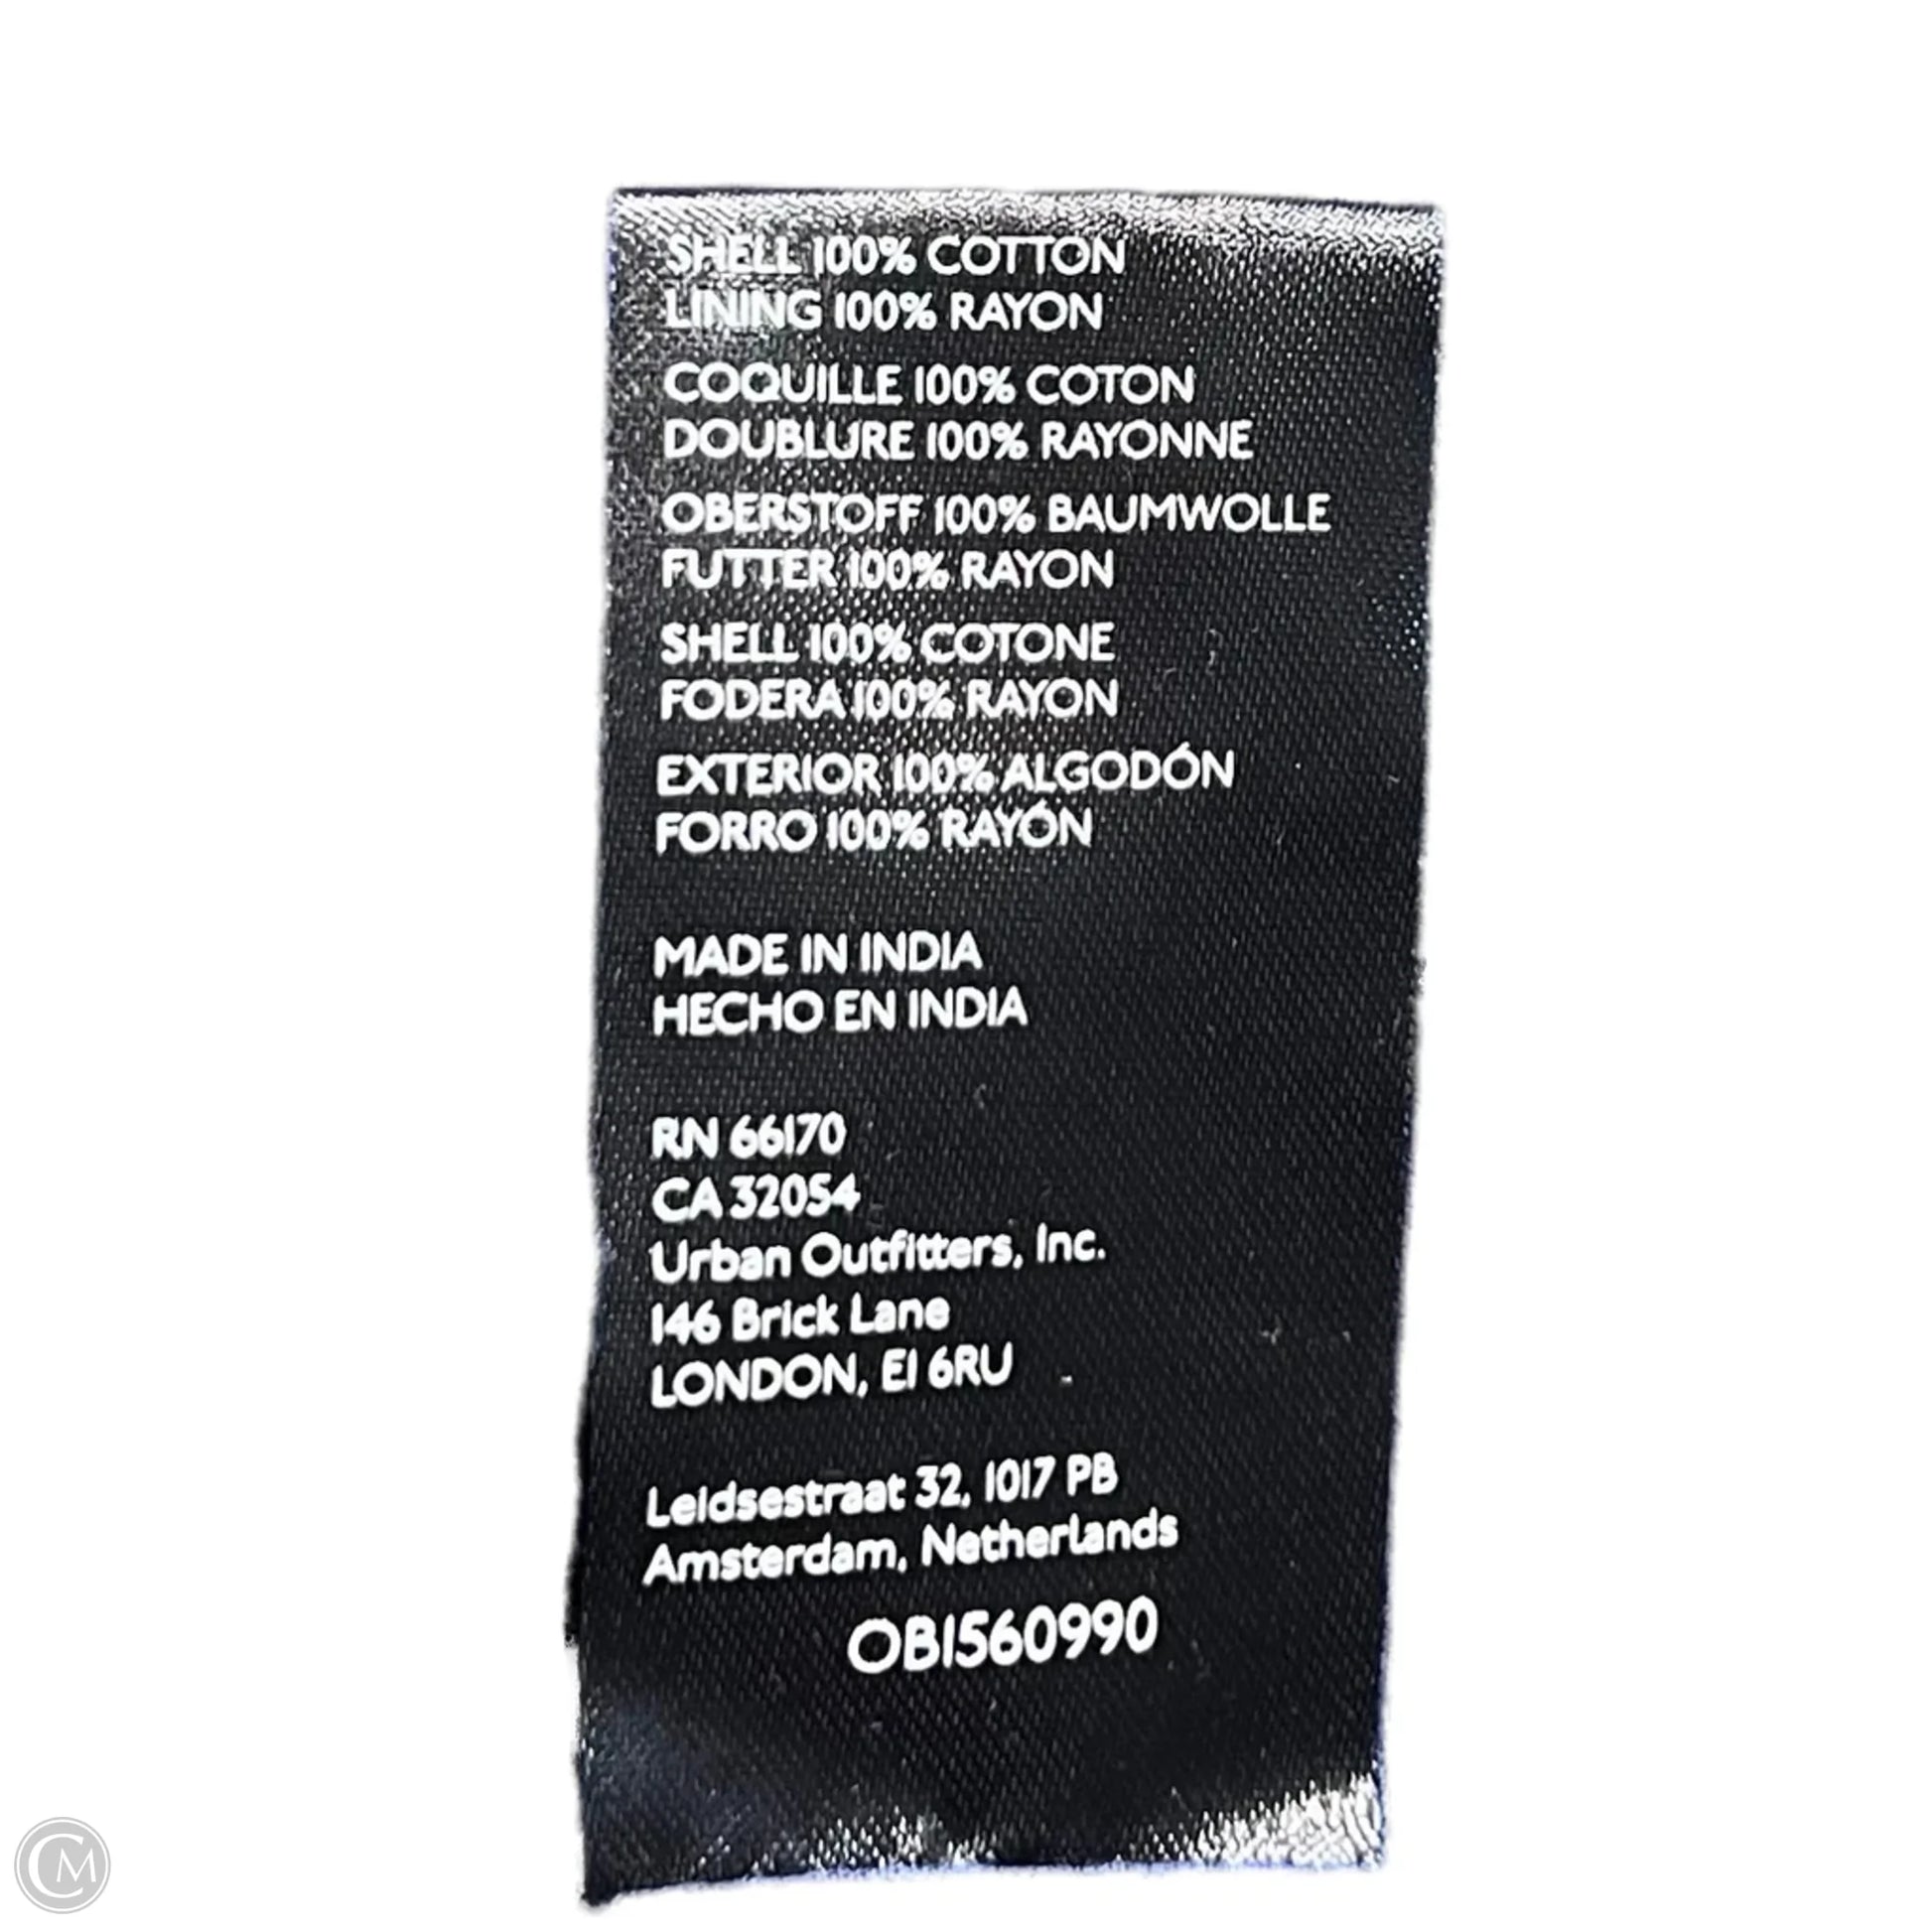 SHELL 100% COTTON
LINING 100% RAYON
COQUILLE 100% COTON
DOUBLURE 100% RAYONNE
OBERSTOFF 100% BAUMWOLLE
FUTTER 100% RAYON
SHELL 100% COTONE
FODERA 100% RAYON
EXTERIOR 100% ALGODÓN
FORRO 100% RAYÓN
MADE IN INDIA
HECHO EN INDIA
RN 66170
CA 32054
Urban Outfitters, Inc.
146 Brick Lane
LONDON, E1 6RU
Leidsestraat 32, 1017 PB
Amsterdam, Netherlands
OB1560990
CM